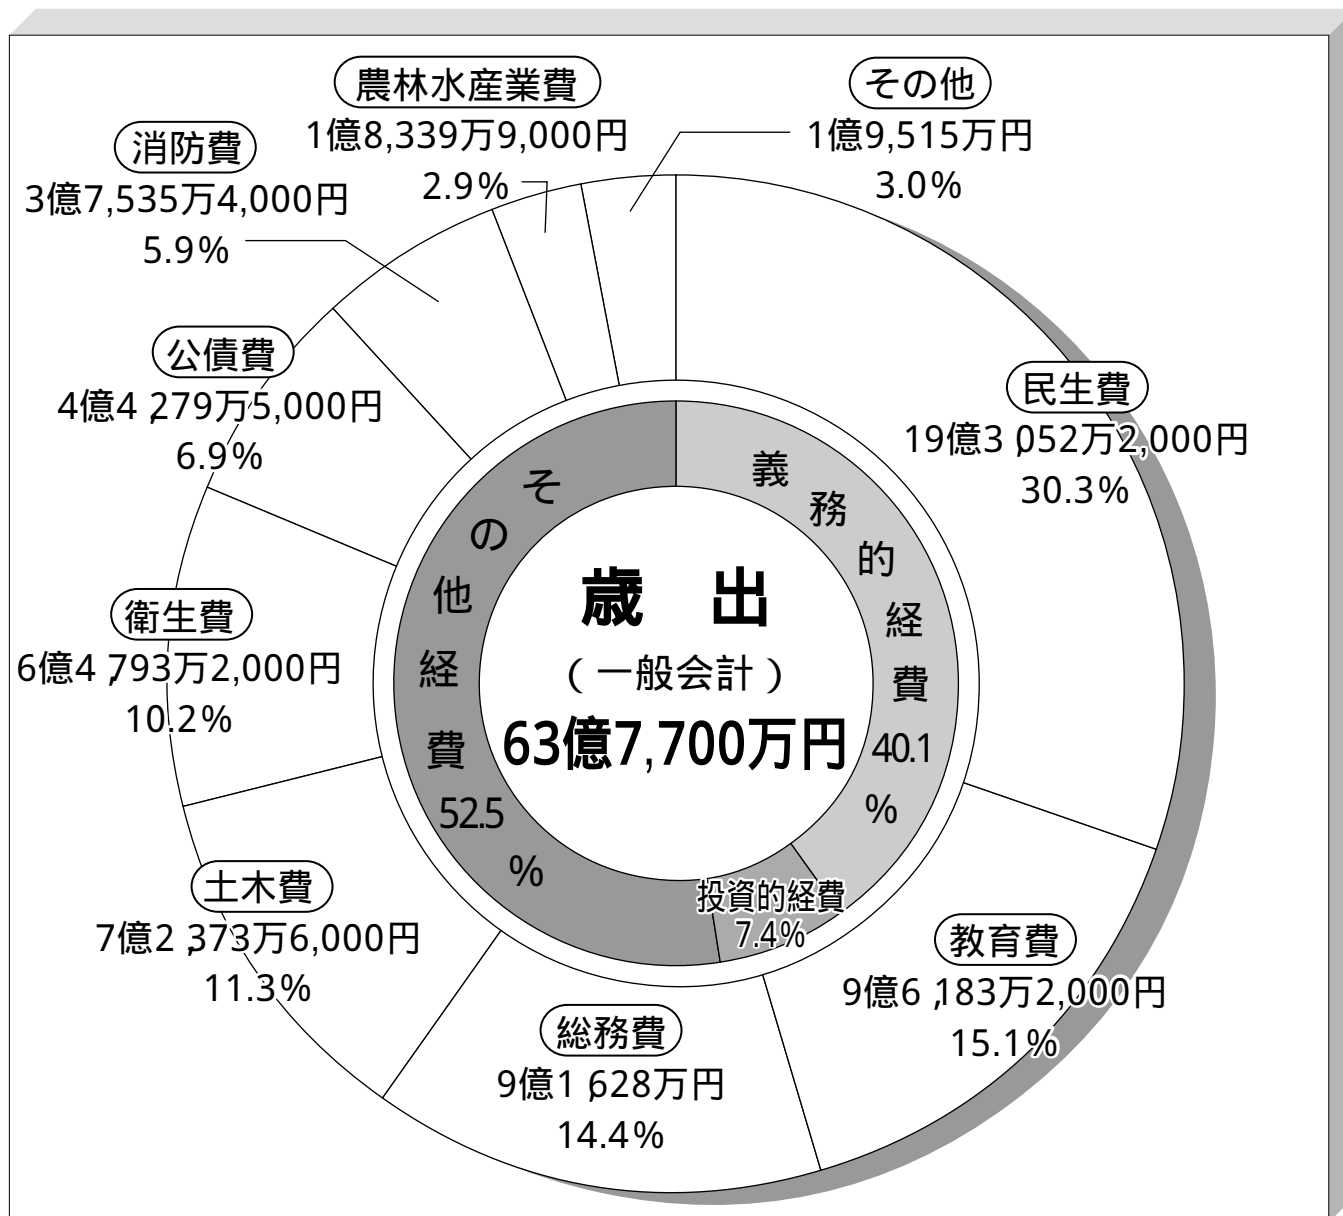 農林水産業費
1億8,339万9,000円
2.9%
その他
1億9,515万円
3.0%
消防費
3億7,535万4,000円
5.9%
公債費
4億4,279万5,000円
6.9%
民生費
19億3,052万2,000円
30.3%
衛生費
6億4,793万2,000円
10.2%
土木費
7億2,373万6,000円
11.3%
総務費
9億1,628万円
14.4%
教育費
9億6,183万2,000円
15.1%
その他経費52.5%
義務的経費40.1%
投資的経費
7.4%
歳 出
(一般会計)
63億7,700万円